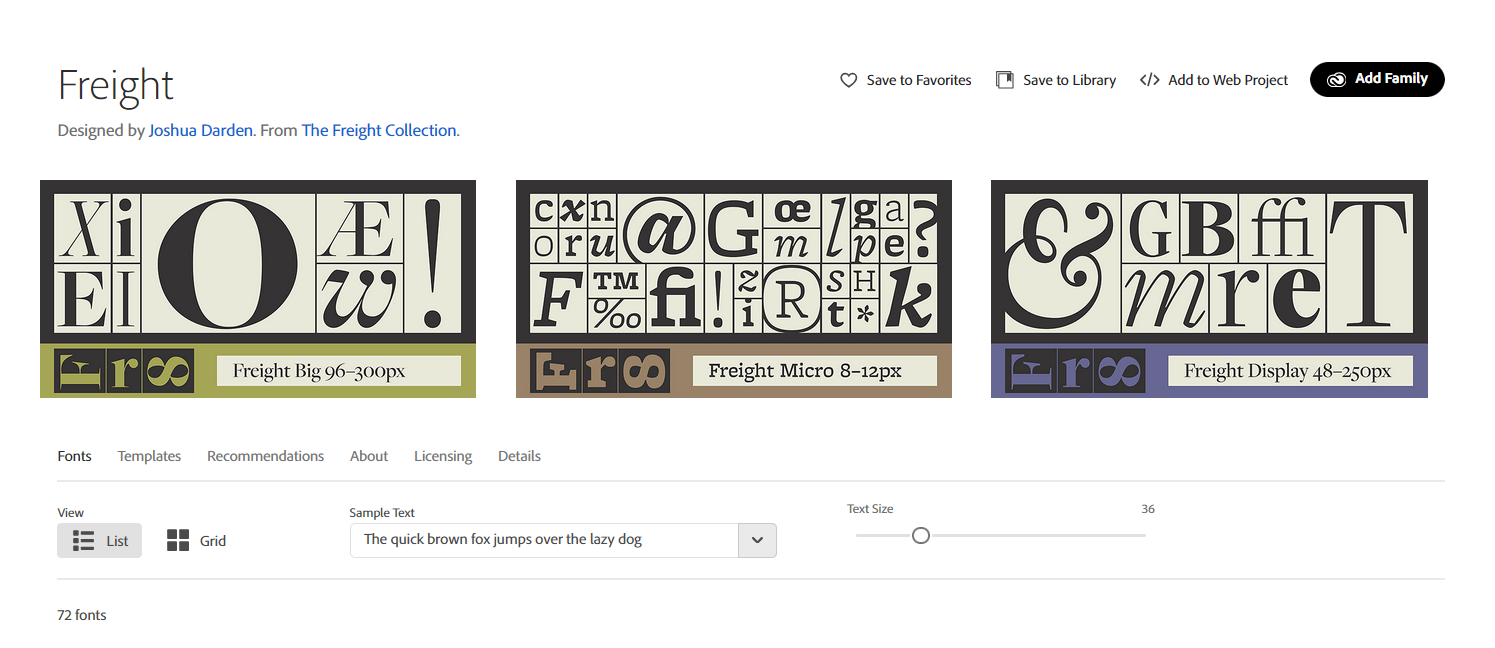 Freight
Save to Favorites
Save to Library
</> Add to Web Project
Add Family
Designed by Joshua Darden. From The Freight Collection.
X i O Æ !
E I w
c x n @ G œ l g a ?
o r u m p e
F ™ fi ! z R S H k
‰ i t *
& G B ffi T
m r e
Fr8
Freight Big 96–300px
Fr8
Freight Micro 8–12px
Fr8
Freight Display 48–250px
Fonts
Templates
Recommendations
About
Licensing
Details
View
Sample Text
Text Size
36
List
Grid
The quick brown fox jumps over the lazy dog
72 fonts